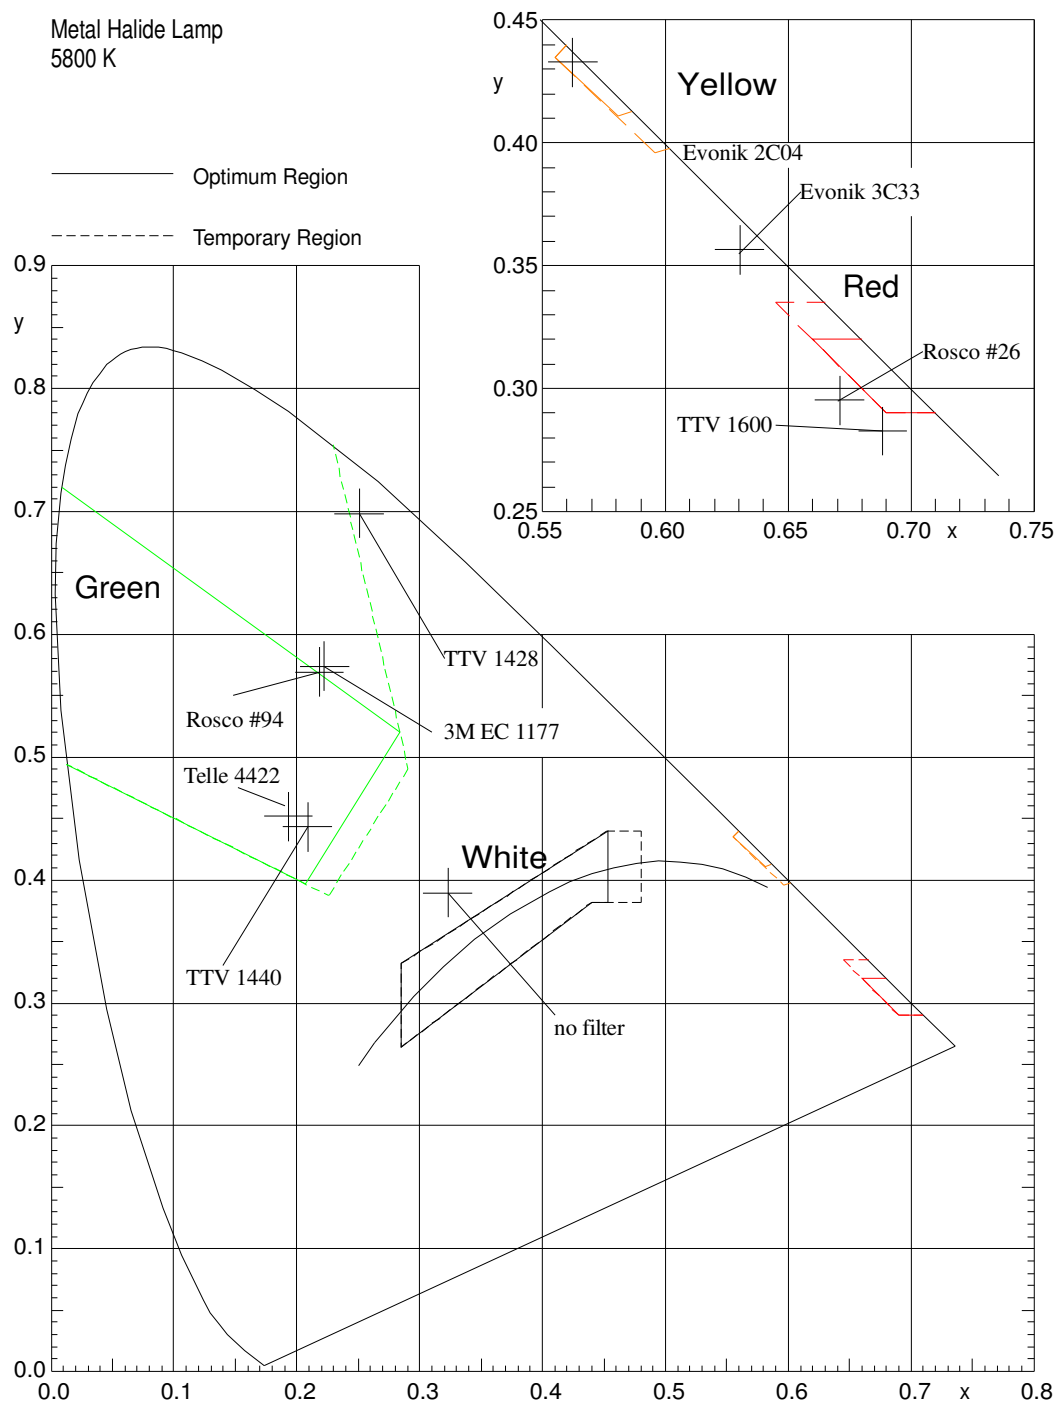 Metal Halide Lamp
5800 K
Optimum Region
Temporary Region
0.45
y
0.40
0.35
0.30
0.25
0.55
0.60
0.65
0.70
x
0.75
Yellow
Evonik 2C04
Evonik 3C33
Red
Rosco #26
TTV 1600
0.9
y
0.8
0.7
Green
0.6
TTV 1428
Rosco #94
3M EC 1177
0.5
Telle 4422
White
0.4
TTV 1440
no filter
0.3
0.2
0.1
0.0
0.0
0.1
0.2
0.3
0.4
0.5
0.6
0.7
x
0.8